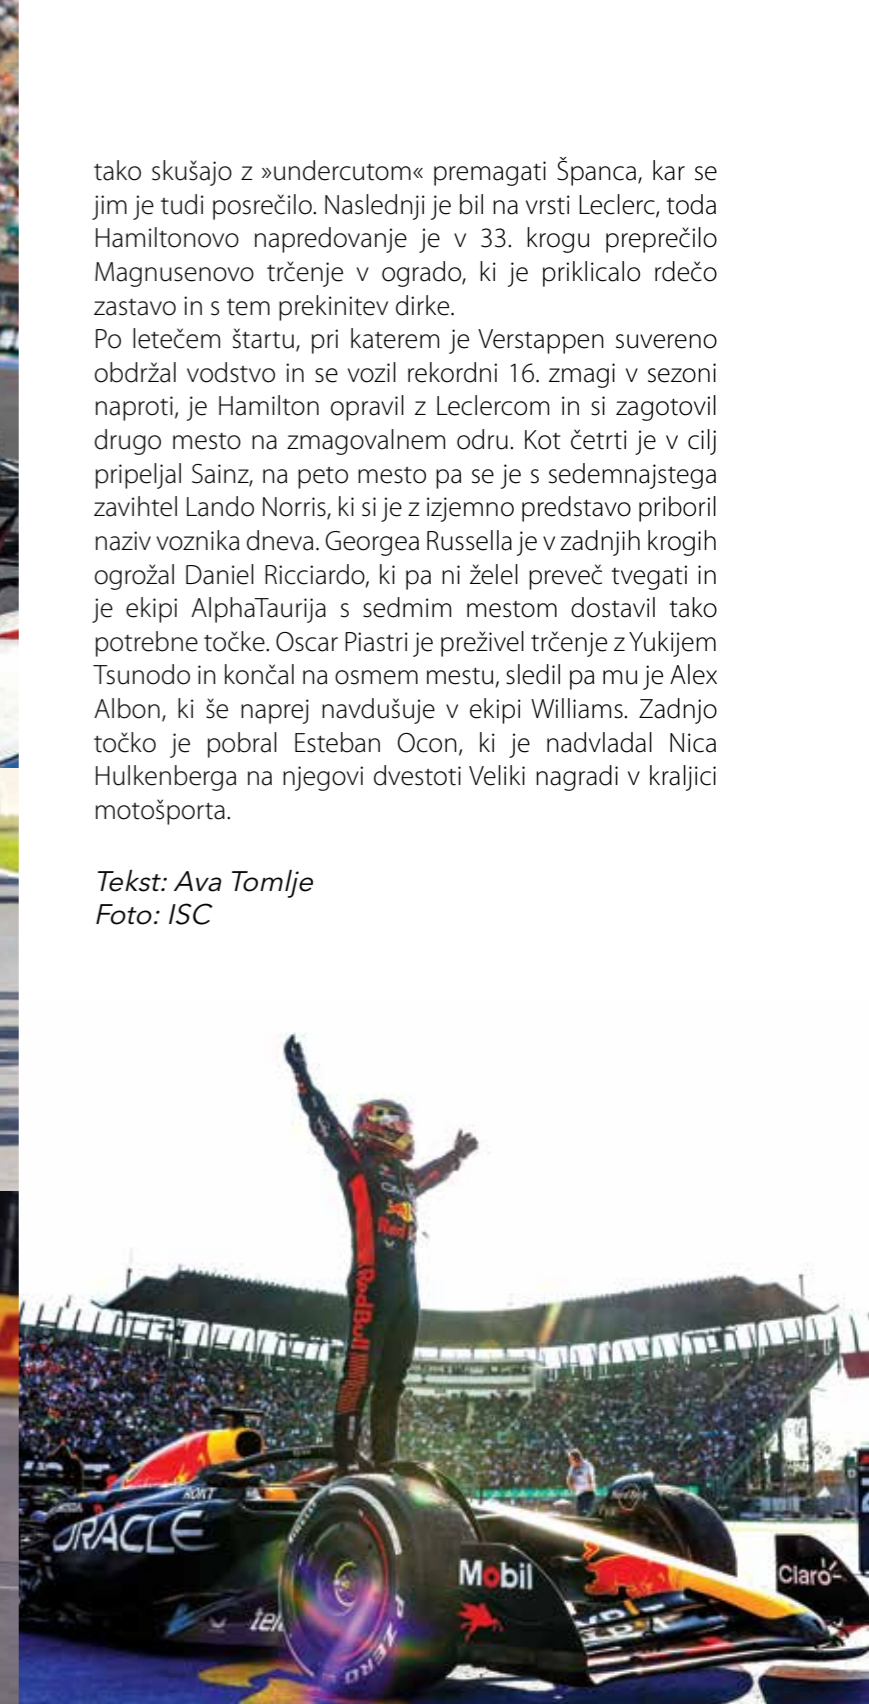 tako skušajo z »undercutom« premagati Španca, kar se
jim je tudi posrečilo. Naslednji je bil na vrsti Leclerc, toda
Hamiltonovo napredovanje je v 33. krogu preprečilo
Magnusenovo trčenje v ogrado, ki je priklicalo rdečo
zastavo in s tem prekinitev dirke.
Po letečem štartu, pri katerem je Verstappen suvereno
obdržal vodstvo in se vozil rekordni 16. zmagi v sezoni
naproti, je Hamilton opravil z Leclercom in si zagotovil
drugo mesto na zmagovalnem odru. Kot četrti je v cilj
pripeljal Sainz, na peto mesto pa se je s sedemnajstega
zavihtel Lando Norris, ki si je z izjemno predstavo priboril
naziv voznika dneva. Georgea Russella je v zadnjih krogih
ogrožal Daniel Ricciardo, ki pa ni želel preveč tvegati in
je ekipi AlphaTaurija s sedmim mestom dostavil tako
potrebne točke. Oscar Piastri je preživel trčenje z Yukijem
Tsunodo in končal na osmem mestu, sledil pa mu je Alex
Albon, ki še naprej navdušuje v ekipi Williams. Zadnjo
točko je pobral Esteban Ocon, ki je nadvladal Nica
Hulkenberga na njegovi dvestoti Veliki nagradi v kraljici
motošporta.
Tekst: Ava Tomlje
Foto: ISC
Red Bull
ORACLE
Mobil
Claro
P ZERO